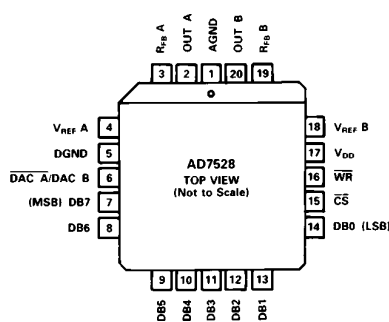 RFB A
OUT A
AGND
OUT B
RFB B
3 2 1 20 19
VREF A 4
DGND 5
DAC A/DAC B 6
(MSB) DB7 7
DB6 8
AD7528
TOP VIEW
(Not to Scale)
18 VREF B
17 VDD
16 WR
15 CS
14 DB0 (LSB)
9 10 11 12 13
DB5
DB4
DB3
DB2
DB1